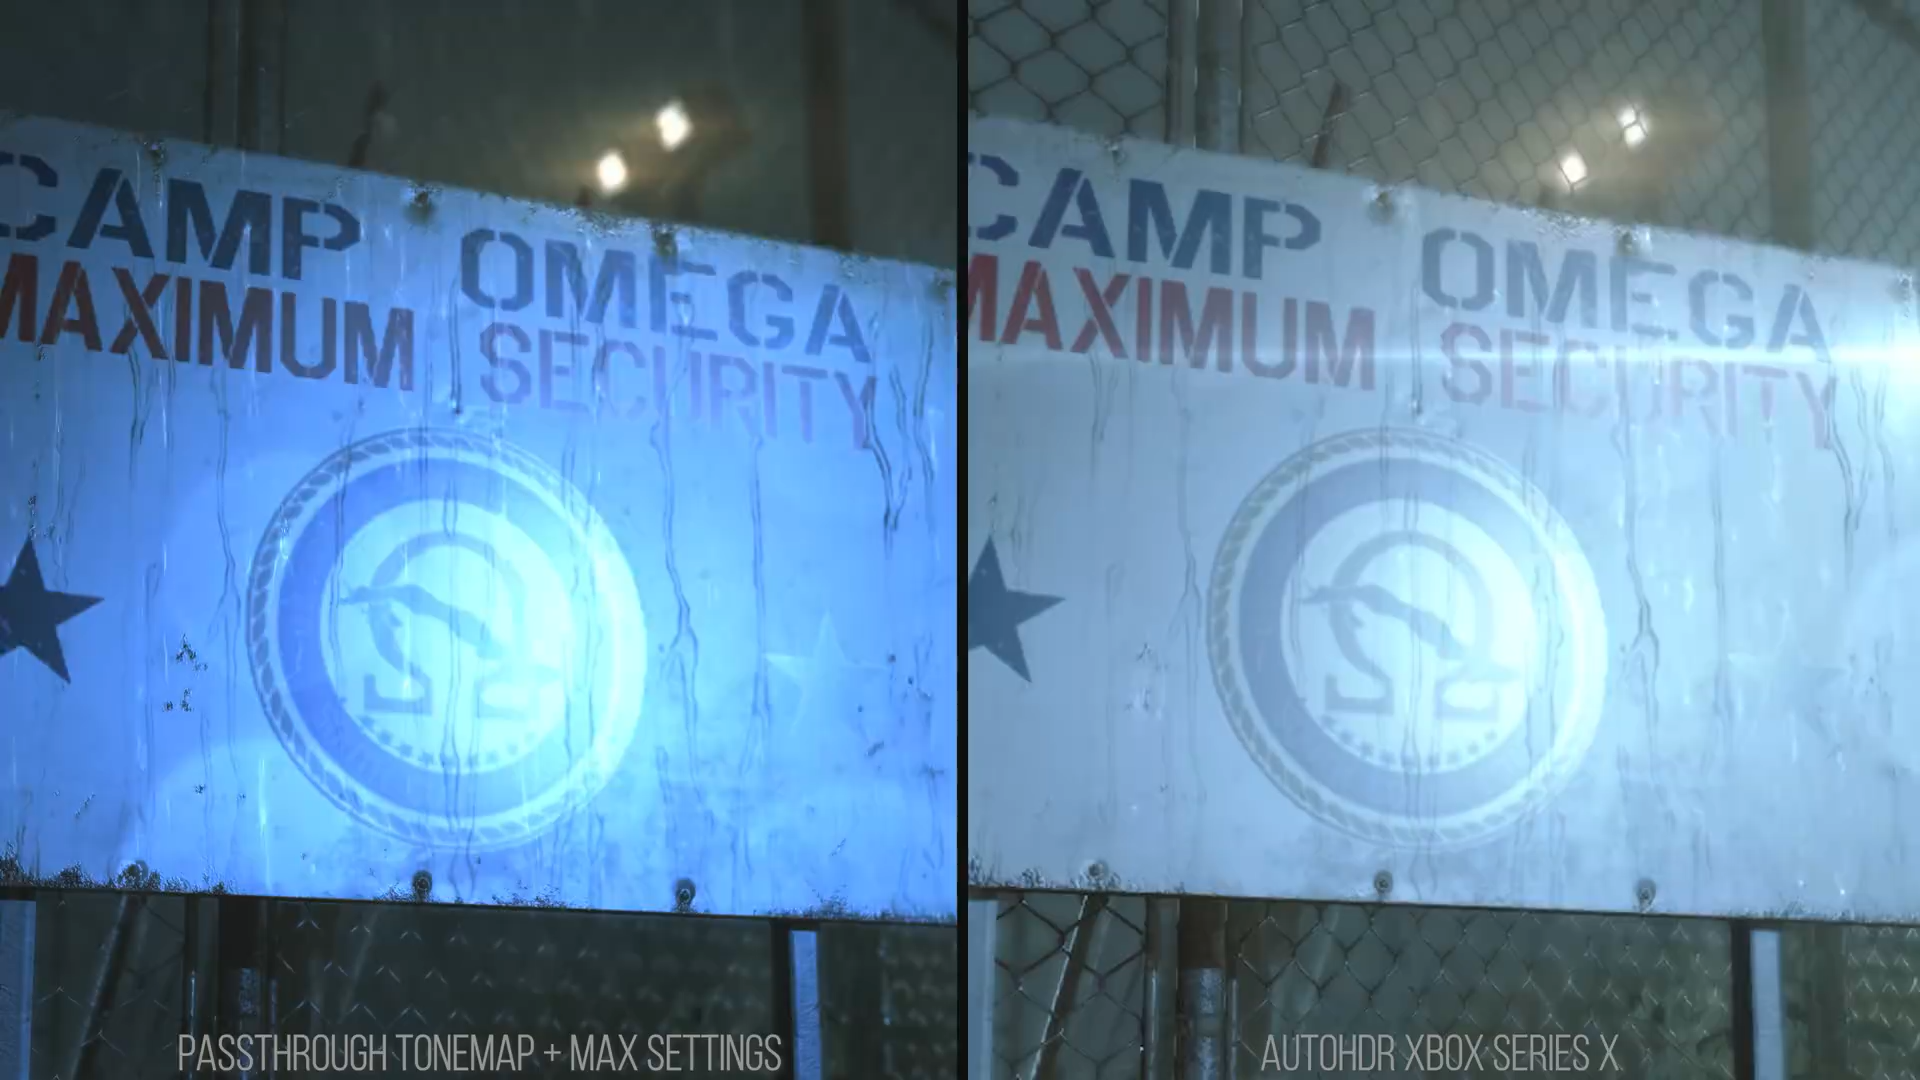 CAMP OMEGA
MAXIMUM SECURITY
PASSTHROUGH TONEMAP + MAX SETTINGS
CAMP OMEGA
MAXIMUM SECURITY
AUTOHDR XBOX SERIES X